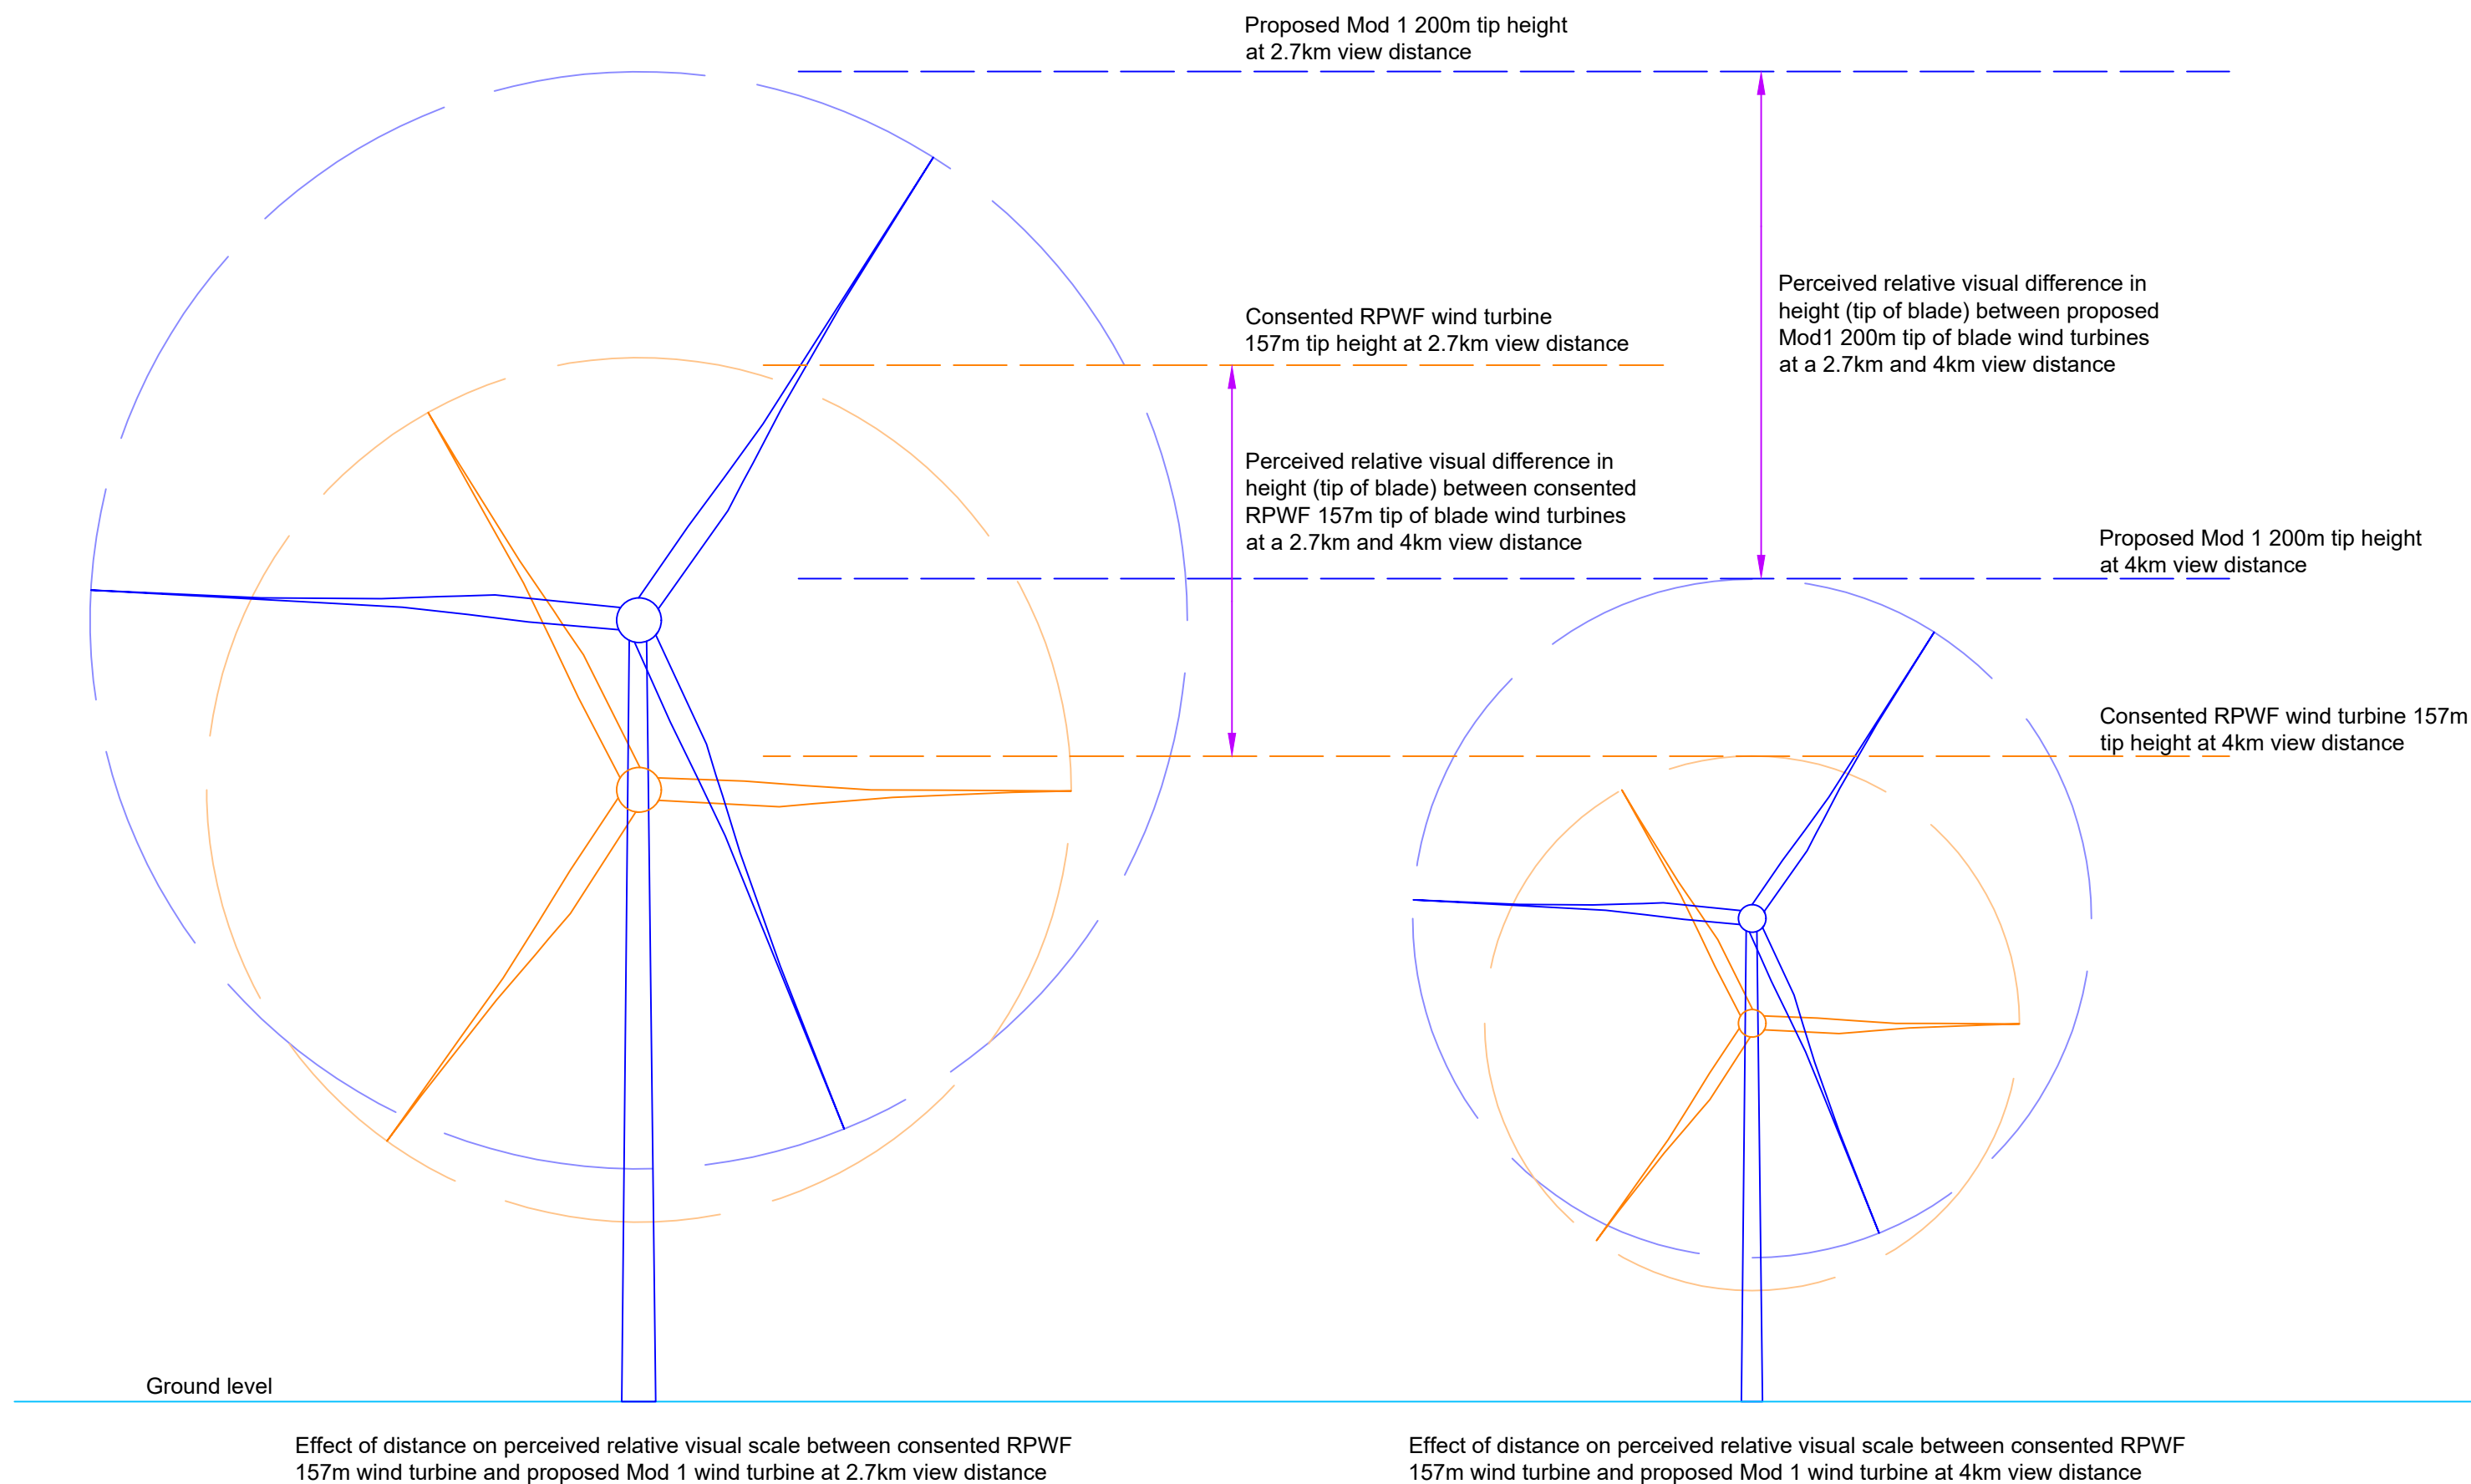 Proposed Mod 1 200m tip height
at 2.7km view distance
Consented RPWF wind turbine
157m tip height at 2.7km view distance
Perceived relative visual difference in
height (tip of blade) between proposed
Mod1 200m tip of blade wind turbines
at a 2.7km and 4km view distance
Perceived relative visual difference in
height (tip of blade) between consented
RPWF 157m tip of blade wind turbines
at a 2.7km and 4km view distance
Proposed Mod 1 200m tip height
at 4km view distance
Consented RPWF wind turbine 157m
tip height at 4km view distance
Ground level
Effect of distance on perceived relative visual scale between consented RPWF
157m wind turbine and proposed Mod 1 wind turbine at 2.7km view distance
Effect of distance on perceived relative visual scale between consented RPWF
157m wind turbine and proposed Mod 1 wind turbine at 4km view distance